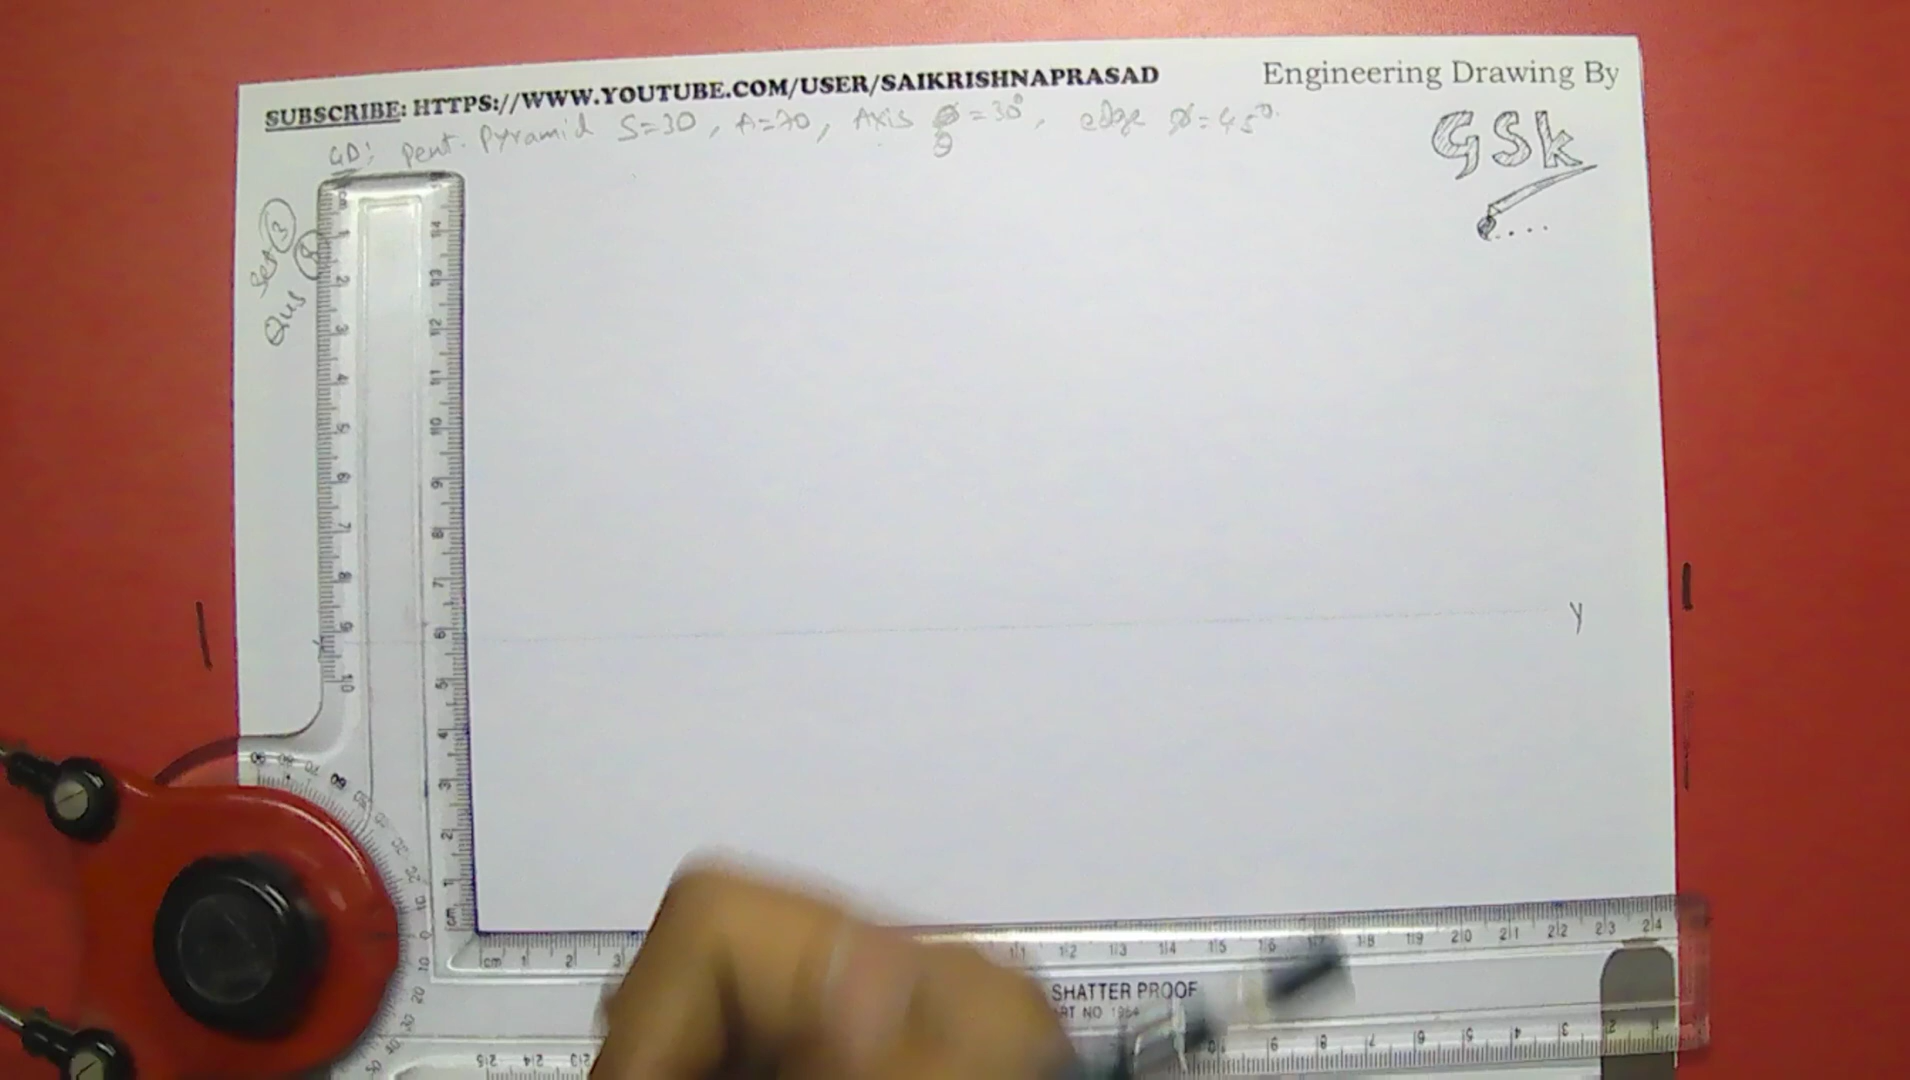 SUBSCRIBE: HTTPS://WWW.YOUTUBE.COM/USER/SAIKRISHNAPRASAD
Engineering Drawing By
GSK
GD: Pent. Pyramid S=30, A=70, Axis θ=30°, edge ø=45°.
Set 3
Qus
y
SHATTER PROOF